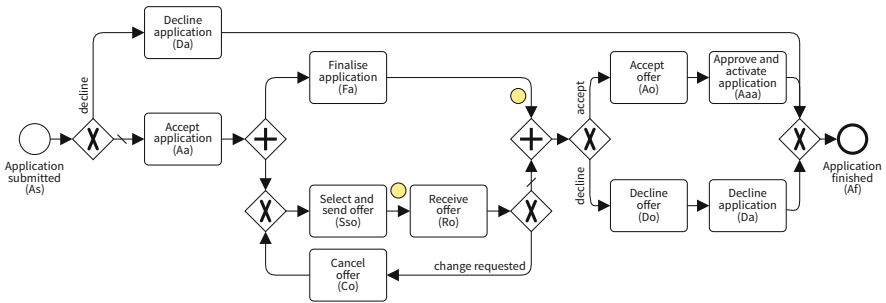 Decline
application
(Da)
decline
Application
submitted
(As)
Accept
application
(Aa)
Finalise
application
(Fa)
Select and
send offer
(Sso)
Receive
offer
(Ro)
Cancel
offer
(Co)
change requested
accept
decline
Accept
offer
(Ao)
Approve and
activate
application
(Aaa)
Decline
offer
(Do)
Decline
application
(Da)
Application
finished
(Af)